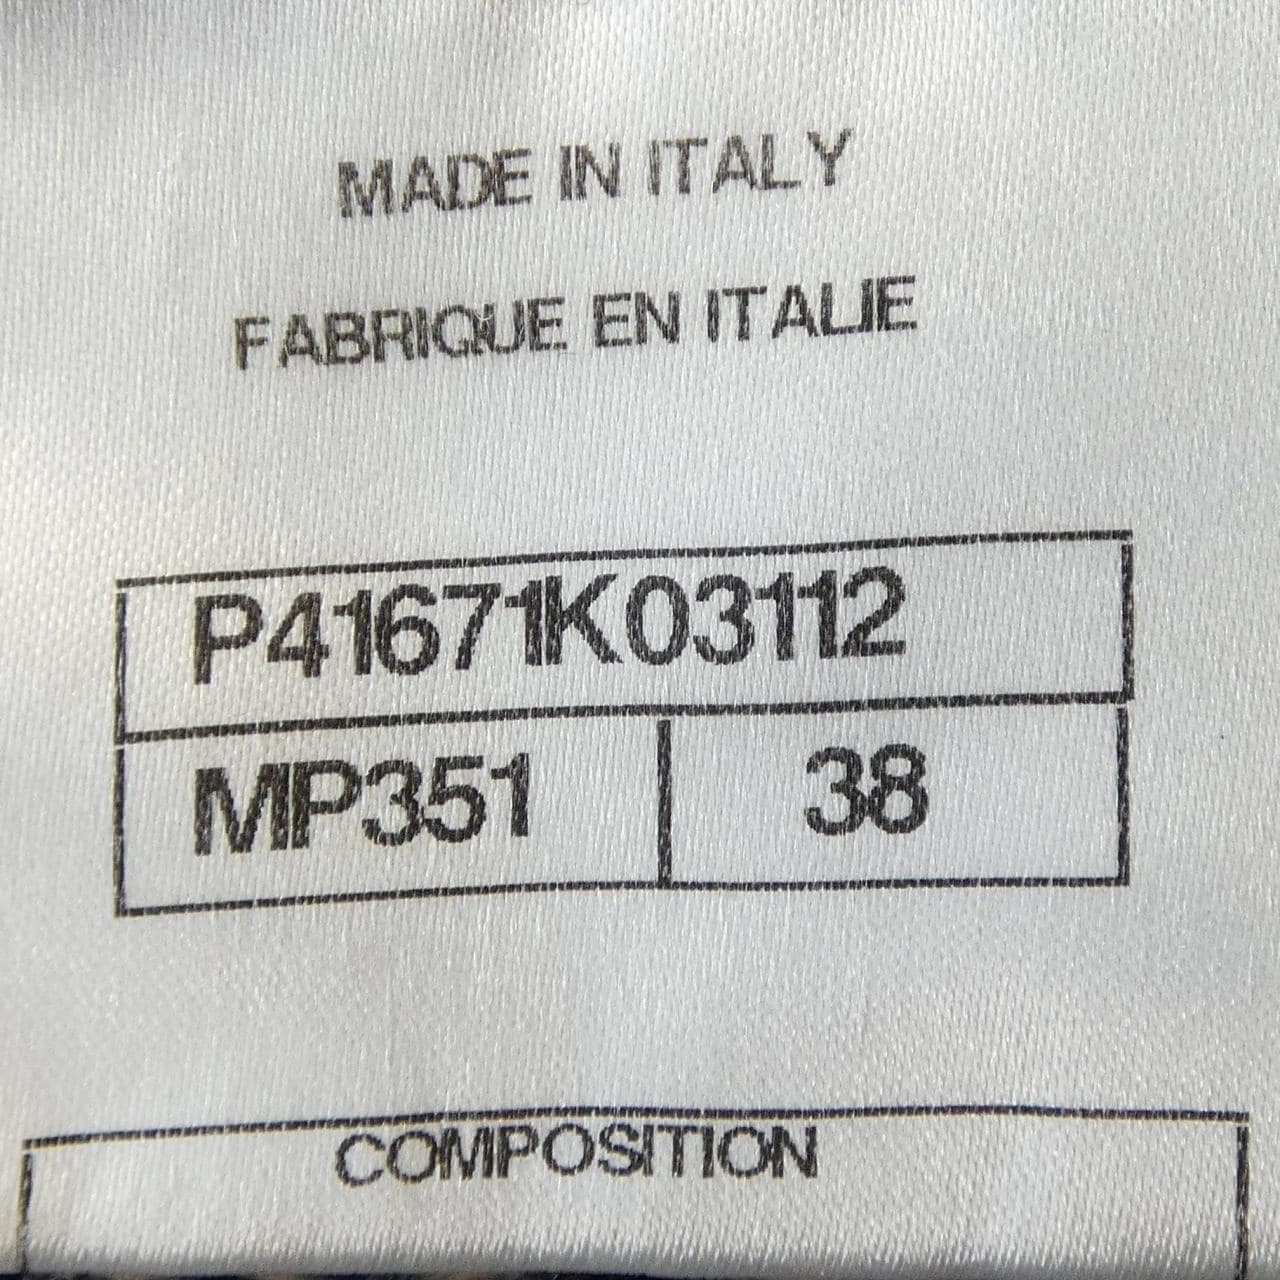 MADE IN ITALY
FABRIQUE EN ITALIE
P41671K03112
MP351 38
COMPOSITION